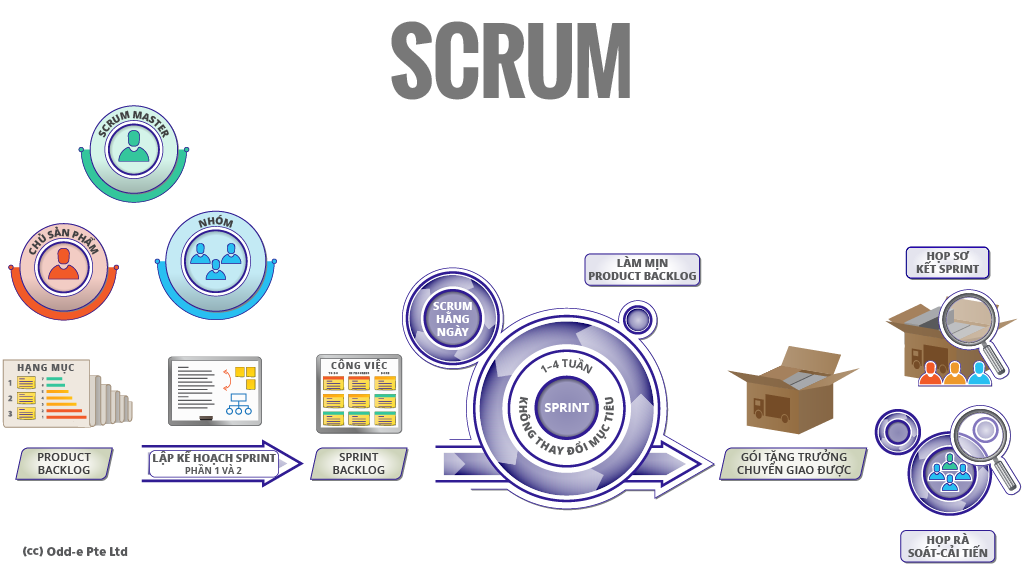 SCRUM
SCRUM MASTER
CHỦ SẢN PHẨM
NHÓM
LÀM MỊN
PRODUCT BACKLOG
HỌP SƠ
KẾT SPRINT
SCRUM
HẰNG
NGÀY
HẠNG MỤC
1
2
3
CÔNG VIỆC
1–4 TUẦN
SPRINT
KHÔNG THAY ĐỔI MỤC TIÊU
PRODUCT
BACKLOG
LẬP KẾ HOẠCH SPRINT
PHẦN 1 VÀ 2
SPRINT
BACKLOG
GÓI TĂNG TRƯỞNG
CHUYỂN GIAO ĐƯỢC
HỌP RÀ
SOÁT-CẢI TIẾN
(cc) Odd-e Pte Ltd